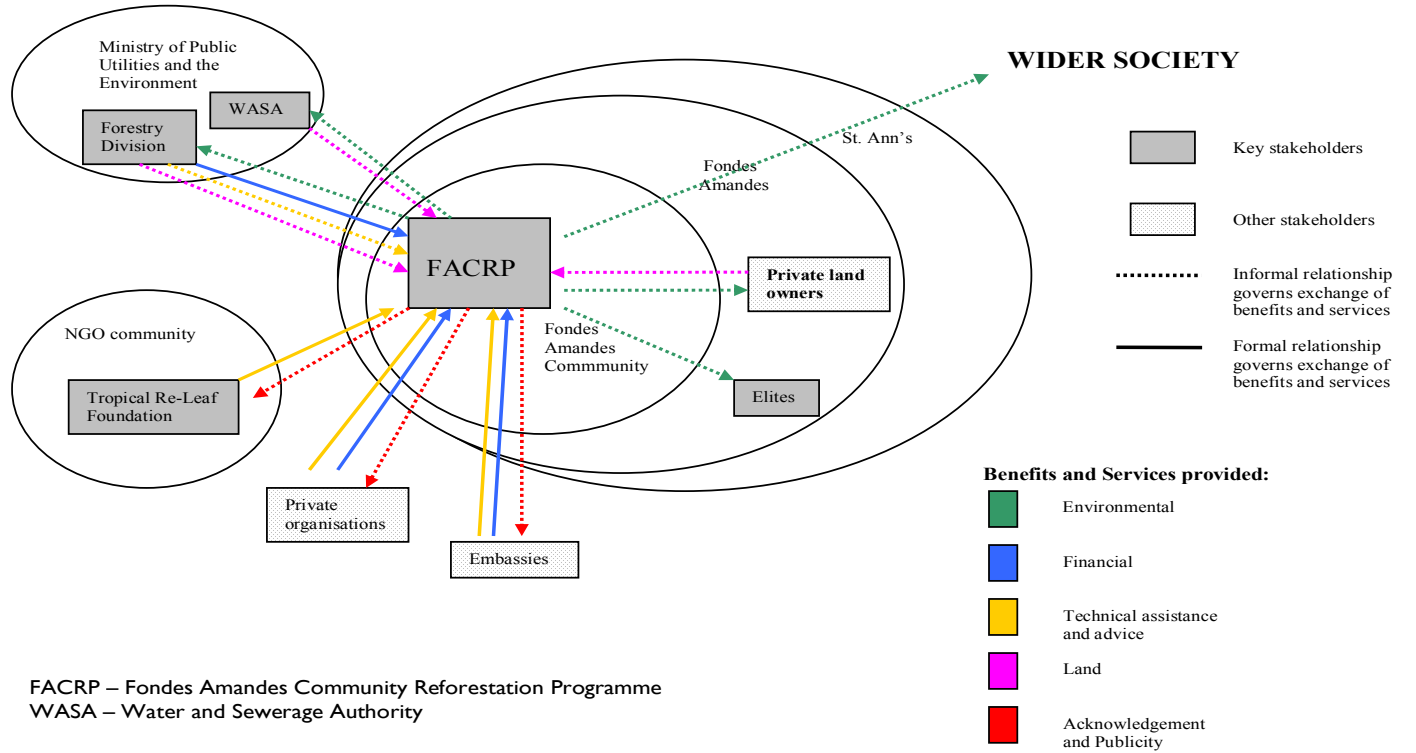 Ministry of Public
Utilities and the
Environment
WASA
Forestry
Division
WIDER SOCIETY
St. Ann's
Fondes
Amandes
FACRP
Private land
owners
Fondes
Amandes
Commmunity
Elites
NGO community
Tropical Re-Leaf
Foundation
Private
organisations
Embassies
Key stakeholders
Other stakeholders
Informal relationship
governs exchange of
benefits and services
Formal relationship
governs exchange of
benefits and services
Benefits and Services provided:
Environmental
Financial
Technical assistance
and advice
Land
Acknowledgement
and Publicity
FACRP – Fondes Amandes Community Reforestation Programme
WASA – Water and Sewerage Authority